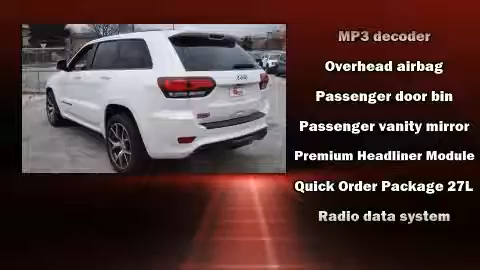 MP3 decoder
Overhead airbag
Passenger door bin
Passenger vanity mirror
Premium Headliner Module
Quick Order Package 27L
Radio data system